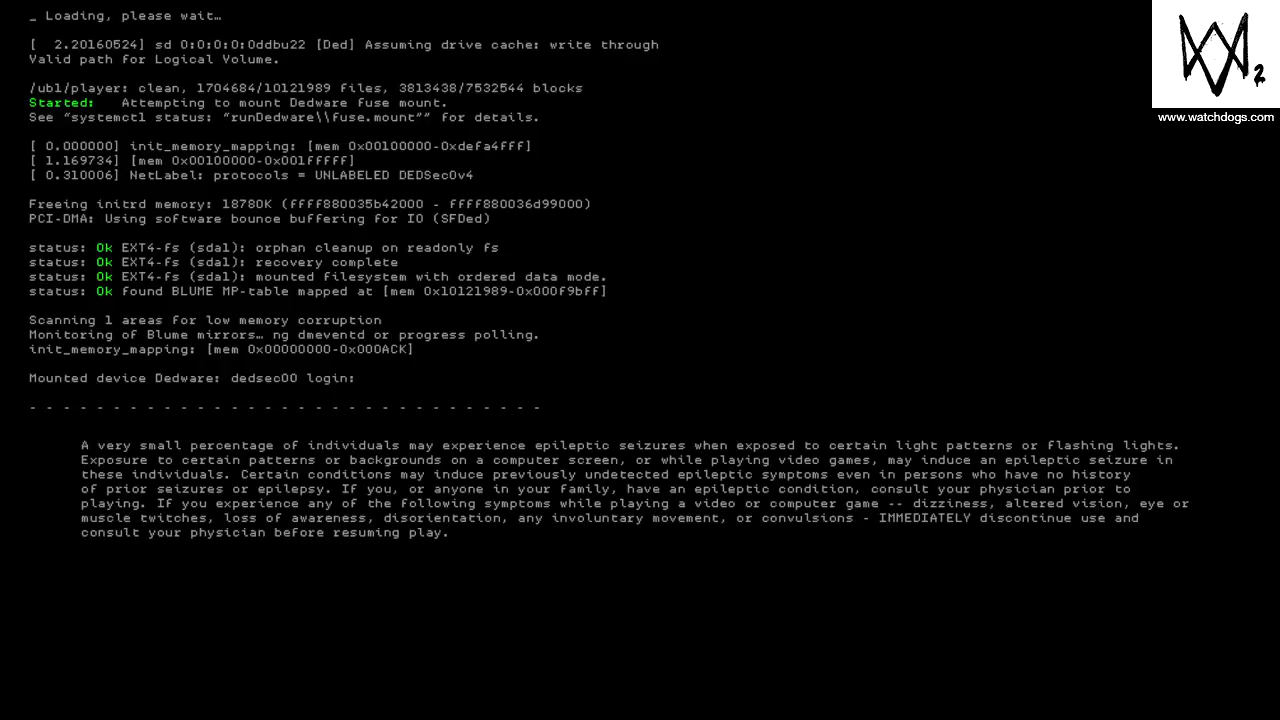 _ Loading, please wait…
[  2.20160524] sd 0:0:0:0:0ddbu22 [Ded] Assuming drive cache: write through
Valid path for Logical Volume.
/ubl/player: clean, 1704684/10121989 files, 3813438/7532544 blocks
Started:   Attempting to mount Dedware fuse mount.
See “systemctl status: “runDedware\\fuse.mount”” for details.
[ 0.000000] init_memory_mapping: [mem 0x00100000-0xdefa4fff]
[ 1.169734] [mem 0x00100000-0x001fffff]
[ 0.310006] NetLabel: protocols = UNLABELED DEDSecOv4
Freeing initrd memory: 18780K (ffff880035b42000 - ffff880036d99000)
PCI-DMA: Using software bounce buffering for IO (SFDed)
status: Ok EXT4-fs (sda1): orphan cleanup on readonly fs
status: Ok EXT4-fs (sda1): recovery complete
status: Ok EXT4-fs (sda1): mounted filesystem with ordered data mode.
status: Ok found BLUME MP-table mapped at [mem 0x10121989-0x000f9bff]
Scanning 1 areas for low memory corruption
Monitoring of Blume mirrors… ng dmeventd or progress polling.
init_memory_mapping: [mem 0x00000000-0x000ACK]
Mounted device Dedware: dedsec00 login:
- - - - - - - - - - - - - - - - - - - - - - - - - - - - - - -
A very small percentage of individuals may experience epileptic seizures when exposed to certain light patterns or flashing lights.
Exposure to certain patterns or backgrounds on a computer screen, or while playing video games, may induce an epileptic seizure in
these individuals. Certain conditions may induce previously undetected epileptic symptoms even in persons who have no history
of prior seizures or epilepsy. If you, or anyone in your family, have an epileptic condition, consult your physician prior to
playing. If you experience any of the following symptoms while playing a video or computer game -- dizziness, altered vision, eye or
muscle twitches, loss of awareness, disorientation, any involuntary movement, or convulsions - IMMEDIATELY discontinue use and
consult your physician before resuming play.
2
www.watchdogs.com